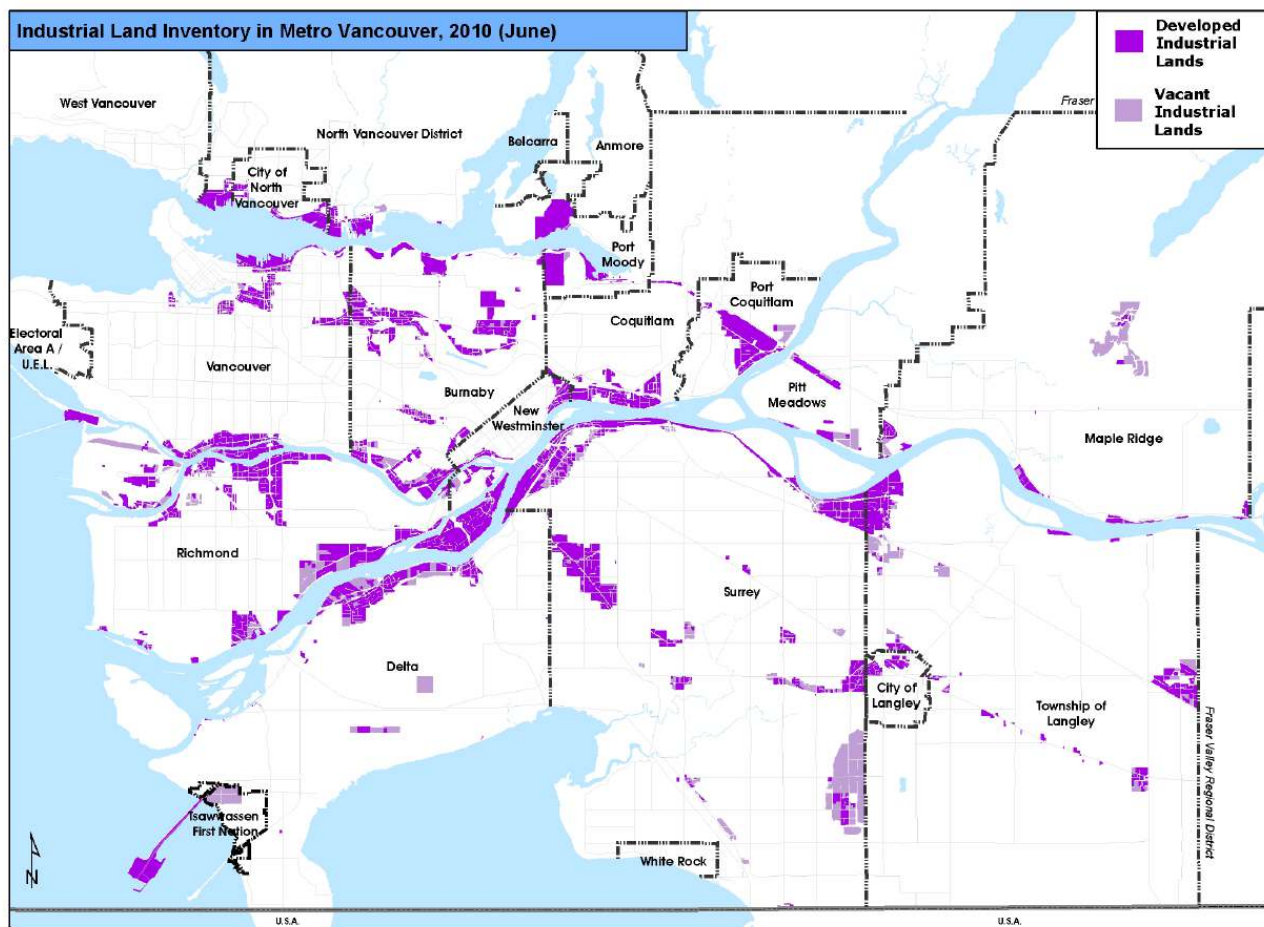 Industrial Land Inventory in Metro Vancouver, 2010 (June)
Developed
Industrial
Lands
Vacant
Industrial
Lands
West Vancouver
North Vancouver District
Belcarra
Anmore
Fraser
City of
North
Vancouver
Port
Moody
Port
Coquitlam
Coquitlam
Electoral
Area A /
U.E.L.
Vancouver
Burnaby
New
Westminster
Pitt
Meadows
Maple Ridge
Richmond
Surrey
Delta
City of
Langley
Township of
Langley
Fraser Valley Regional District
Tsawwassen
First Nation
White Rock
N
U.S.A.
U.S.A.